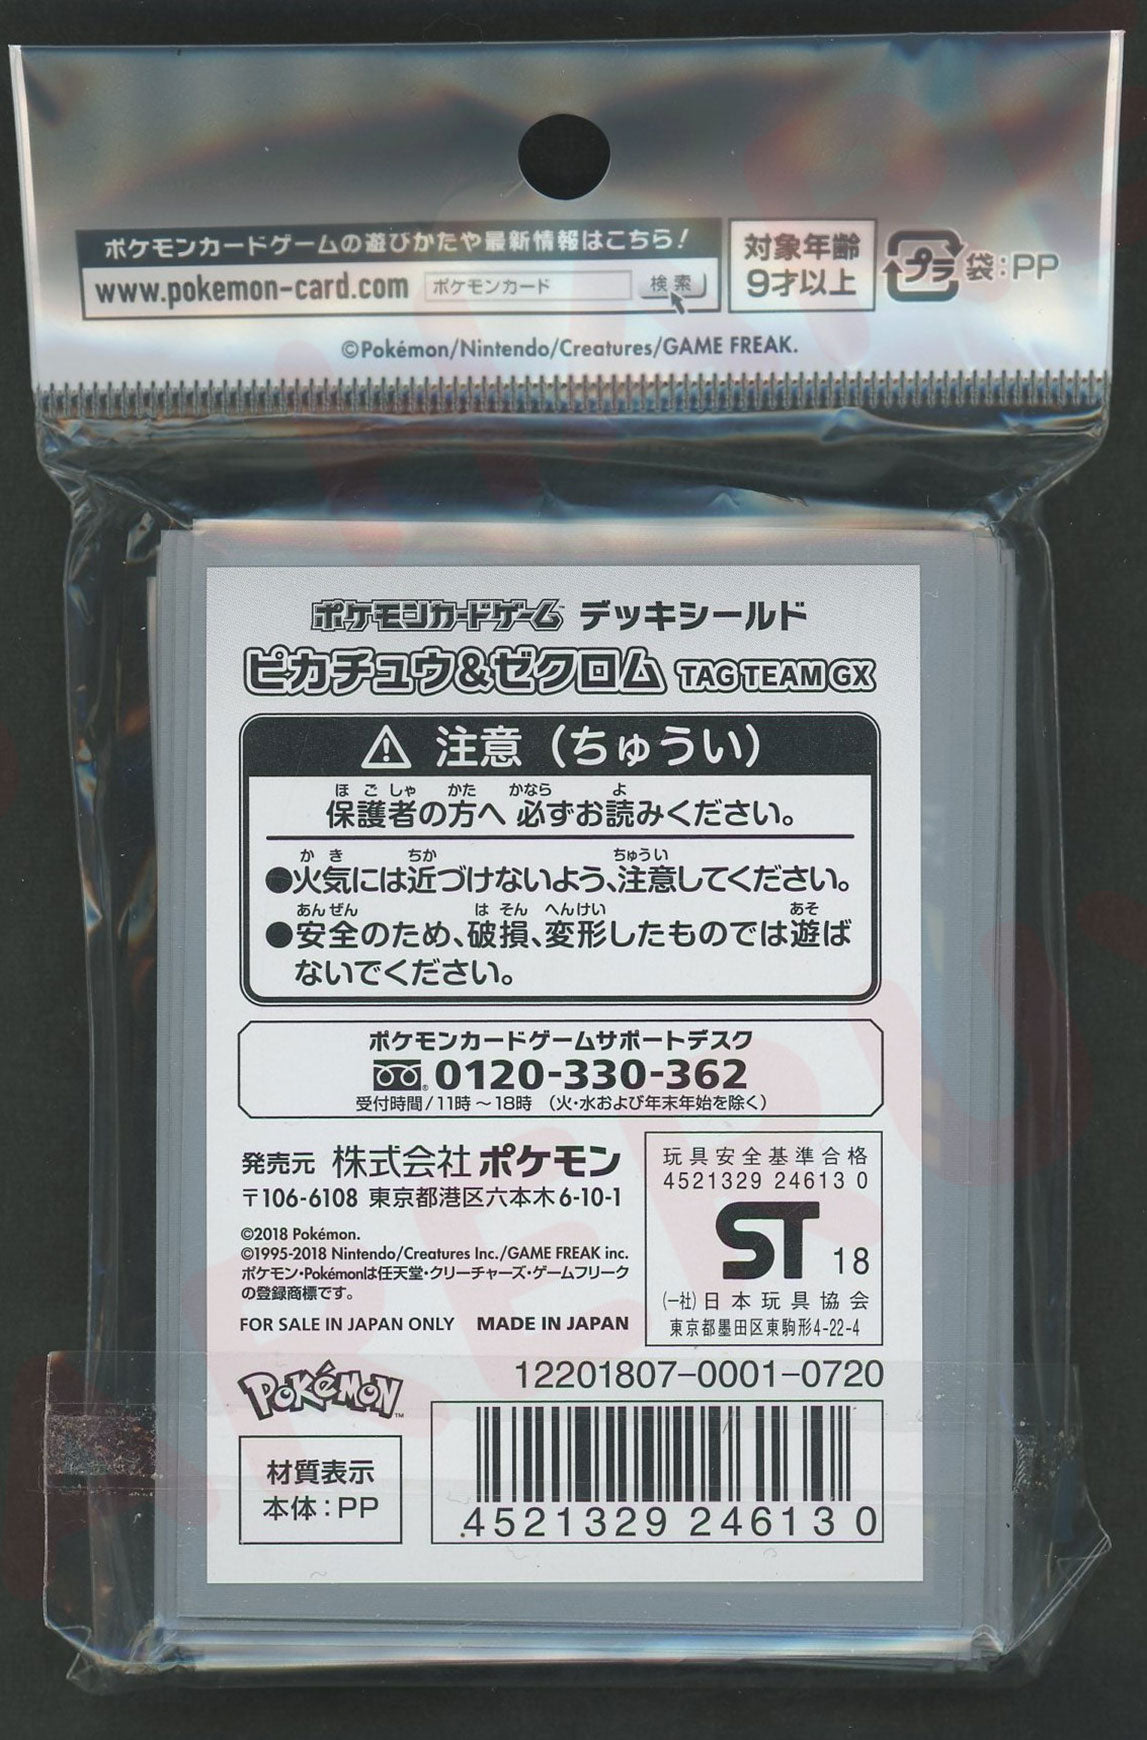 ポケモンカードゲームの遊びかたや最新情報はこちら!
www.pokemon-card.com ポケモンカード 検索
対象年齢
9才以上
プラ 袋:PP
©Pokémon/Nintendo/Creatures/GAME FREAK.
ポケモンカードゲーム™ デッキシールド
ピカチュウ&ゼクロム TAG TEAM GX
⚠ 注意(ちゅうい)
ほごしゃ かた かなら よ
保護者の方へ 必ずお読みください。
かき ちか ちゅうい
●火気には近づけないよう、注意してください。
あんぜん はそん へんけい あそ
●安全のため、破損、変形したものでは遊ば
ないでください。
ポケモンカードゲームサポートデスク
® 0120-330-362
受付時間/11時~18時 (火・水および年末年始を除く)
発売元 株式会社ポケモン
〒106-6108 東京都港区六本木6-10-1
©2018 Pokémon.
©1995-2018 Nintendo/Creatures Inc./GAME FREAK inc.
ポケモン・Pokémonは任天堂・クリーチャーズ・ゲームフリーク
の登録商標です。
FOR SALE IN JAPAN ONLY MADE IN JAPAN
玩具安全基準合格
4521329 24613 0
ST 18
(一社)日本玩具協会
東京都墨田区東駒形4-22-4
POKéMON™
12201807-0001-0720
材質表示
本体:PP
4521329 246130